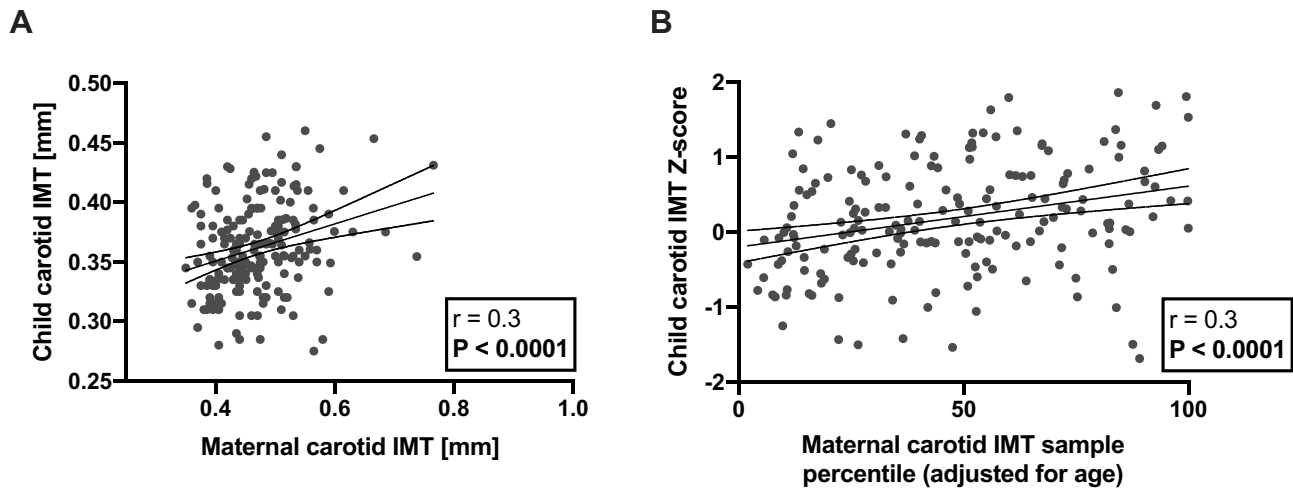 A
Child carotid IMT [mm]
0.50
0.45
0.40
0.35
0.30
0.25
r = 0.3
P < 0.0001
0.4 0.6 0.8 1.0
Maternal carotid IMT [mm]
B
Child carotid IMT Z-score
2
1
0
-1
-2
r = 0.3
P < 0.0001
0 50 100
Maternal carotid IMT sample
percentile (adjusted for age)